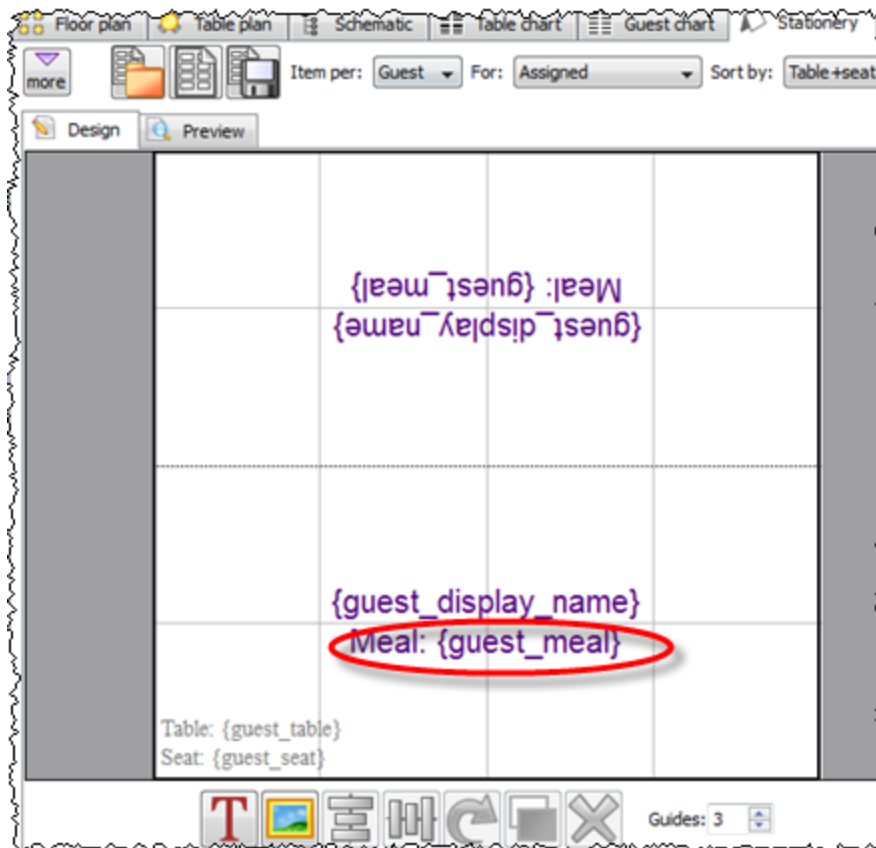 Floor plan Table plan Schematic Table chart Guest chart Stationery
more Item per: Guest For: Assigned Sort by: Table+seat
Design Preview
Meal: {guest_meal}
{guest_display_name}
{guest_display_name}
Meal: {guest_meal}
Table: {guest_table}
Seat: {guest_seat}
T Guides: 3